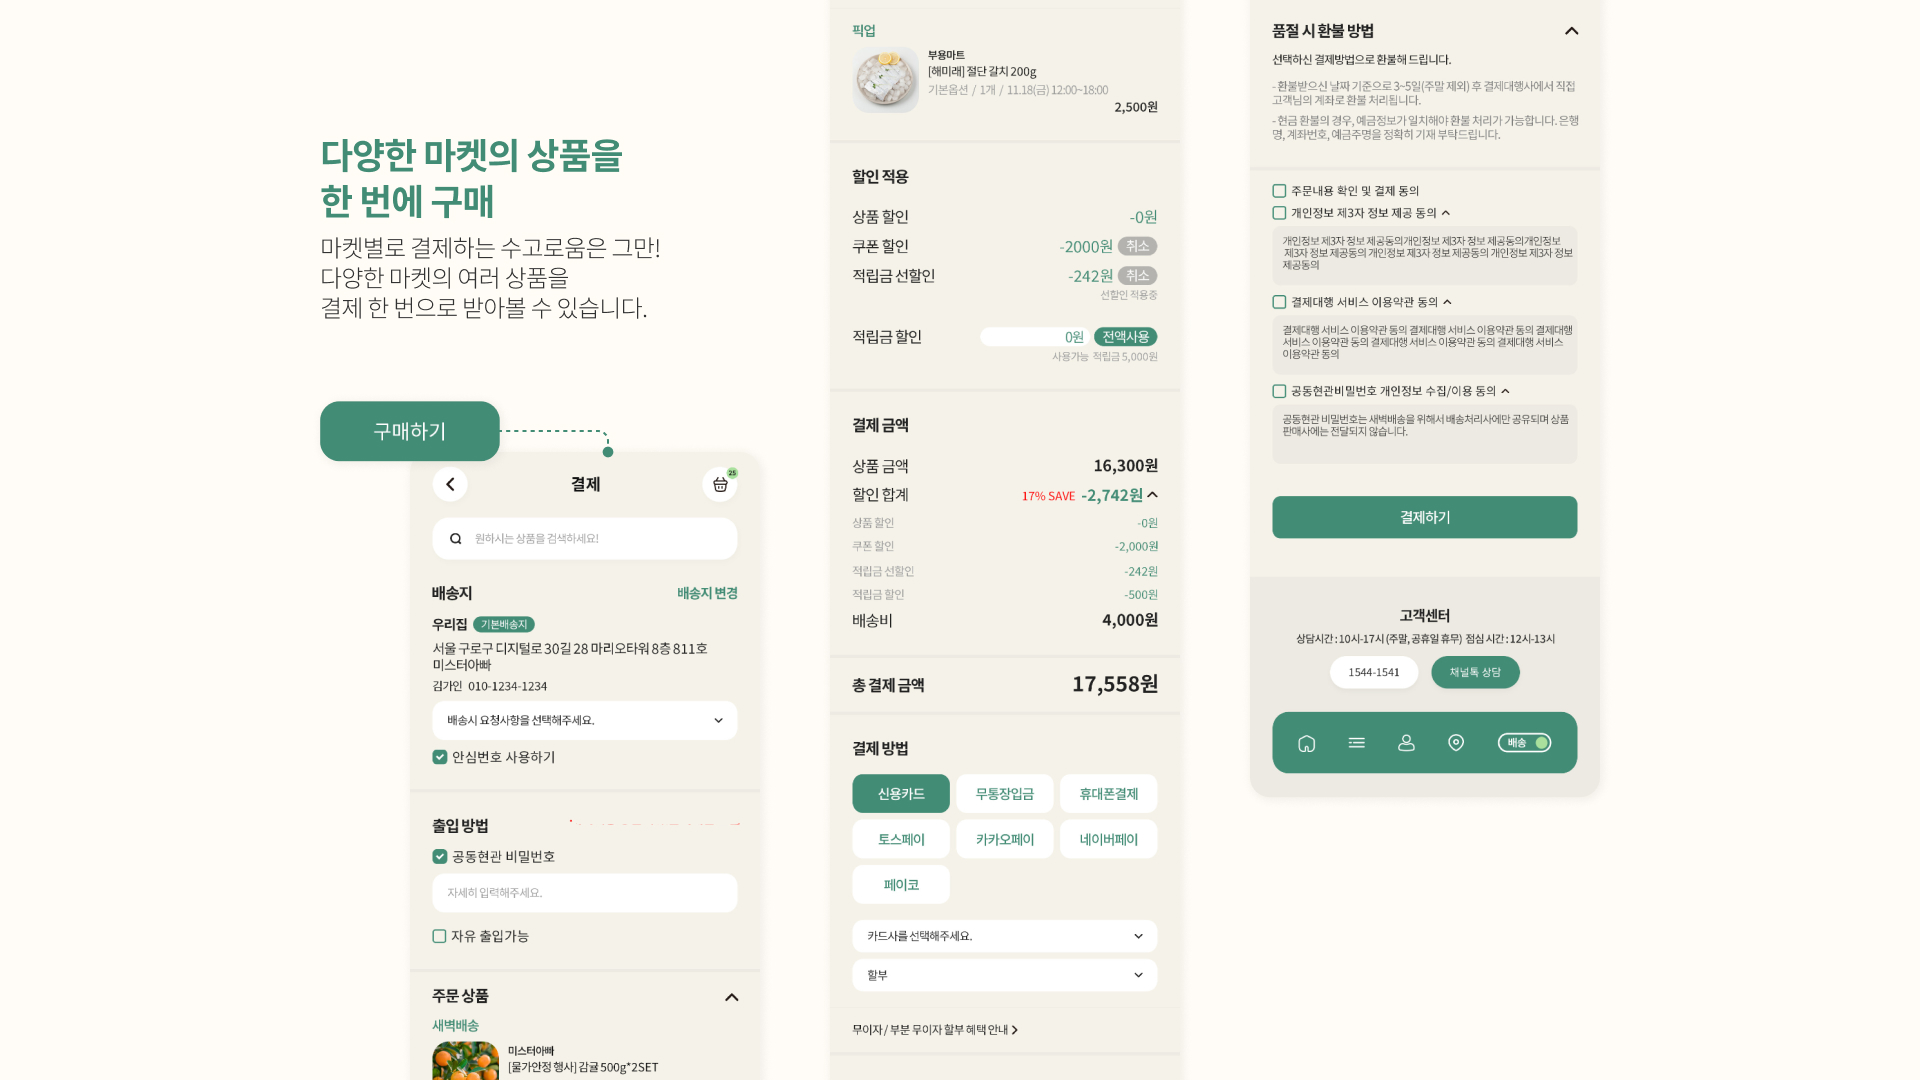 다양한 마켓의 상품을
한 번에 구매
마켓별로 결제하는 수고로움은 그만!
다양한 마켓의 여러 상품을
결제 한 번으로 받아볼 수 있습니다.
구매하기
결제
25
원하시는 상품을 검색하세요!
배송지
배송지 변경
우리집
기본배송지
서울 구로구 디지털로 30길 28 마리오타워 8층 811호
미스터아빠
김가인 010-1234-1234
배송시 요청사항을 선택해주세요.
안심번호 사용하기
출입 방법
공동현관 비밀번호
자세히 입력해주세요.
자유 출입가능
주문 상품
새벽배송
미스터아빠
[물가안정 행사] 감귤 500g*2SET
픽업
부용마트
[해미래] 절단 갈치 200g
기본옵션 / 1개 / 11.18(금) 12:00~18:00
2,500원
할인 적용
상품 할인 -0원
쿠폰 할인 -2000원 취소
적립금 선할인 -242원 취소
선할인 적용중
적립금 할인 0원 전액사용
사용가능 적립금 5,000원
결제 금액
상품 금액 16,300원
할인 합계 17% SAVE -2,742원
상품 할인 -0원
쿠폰 할인 -2,000원
적립금 선할인 -242원
적립금 할인 -500원
배송비 4,000원
총 결제 금액 17,558원
결제 방법
신용카드 무통장입금 휴대폰결제
토스페이 카카오페이 네이버페이
페이코
카드사를 선택해주세요.
할부
무이자 / 부분 무이자 할부 혜택 안내
품절 시 환불 방법
선택하신 결제방법으로 환불해 드립니다.
- 환불받으신 날짜 기준으로 3~5일(주말 제외) 후 결제대행사에서 직접
고객님의 계좌로 환불 처리됩니다.
- 현금 환불의 경우, 예금정보가 일치해야 환불 처리가 가능합니다. 은행
명, 계좌번호, 예금주명을 정확히 기재 부탁드립니다.
주문내용 확인 및 결제 동의
개인정보 제3자 정보 제공 동의
개인정보 제3자 정보 제공동의개인정보 제3자 정보 제공동의개인정보
제3자 정보 제공동의 개인정보 제3자 정보 제공동의 개인정보 제3자 정보
제공동의
결제대행 서비스 이용약관 동의
결제대행 서비스 이용약관 동의 결제대행 서비스 이용약관 동의 결제대행
서비스 이용약관 동의 결제대행 서비스 이용약관 동의 결제대행 서비스
이용약관 동의
공동현관비밀번호 개인정보 수집/이용 동의
공동현관 비밀번호는 새벽배송을 위해서 배송처리사에만 공유되며 상품
판매사에는 전달되지 않습니다.
결제하기
고객센터
상담시간 : 10시-17시 (주말, 공휴일 휴무) 점심 시간 : 12시-13시
1544-1541
채널톡 상담
배송